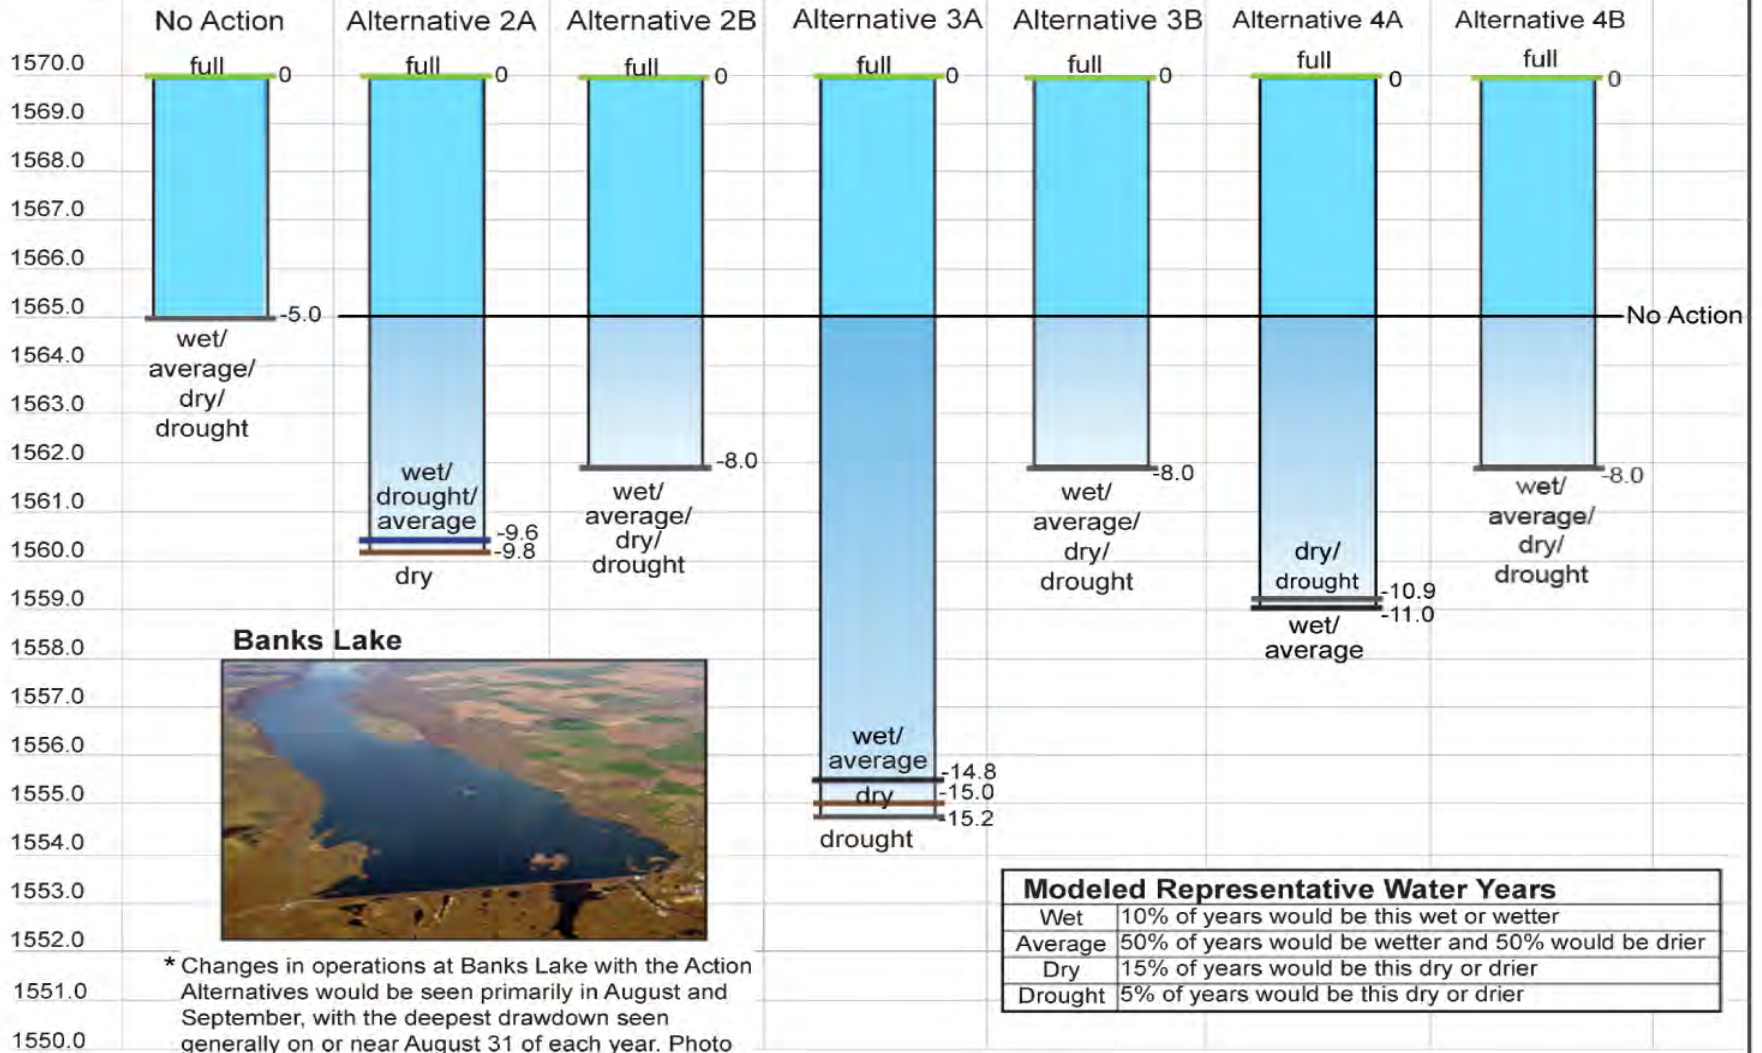 No Action Alternative 2A Alternative 2B Alternative 3A Alternative 3B Alternative 4A Alternative 4B
full full full full full full full
0 0 0 0 0 0 0
1570.0
1569.0
1568.0
1567.0
1566.0
1565.0
1564.0
1563.0
1562.0
1561.0
1560.0
1559.0
1558.0
1557.0
1556.0
1555.0
1554.0
1553.0
1552.0
1551.0
1550.0
-5.0
wet/
average/
dry/
drought
wet/
drought/
average
-9.6
-9.8
dry
-8.0
wet/
average/
dry/
drought
wet/
average
-14.8
dry
-15.0
-15.2
drought
-8.0
wet/
average/
dry/
drought
dry/
drought
-10.9
-11.0
wet/
average
-8.0
wet/
average/
dry/
drought
No Action
Banks Lake
* Changes in operations at Banks Lake with the Action
Alternatives would be seen primarily in August and
September, with the deepest drawdown seen
generally on or near August 31 of each year. Photo
Modeled Representative Water Years
Wet 10% of years would be this wet or wetter
Average 50% of years would be wetter and 50% would be drier
Dry 15% of years would be this dry or drier
Drought 5% of years would be this dry or drier